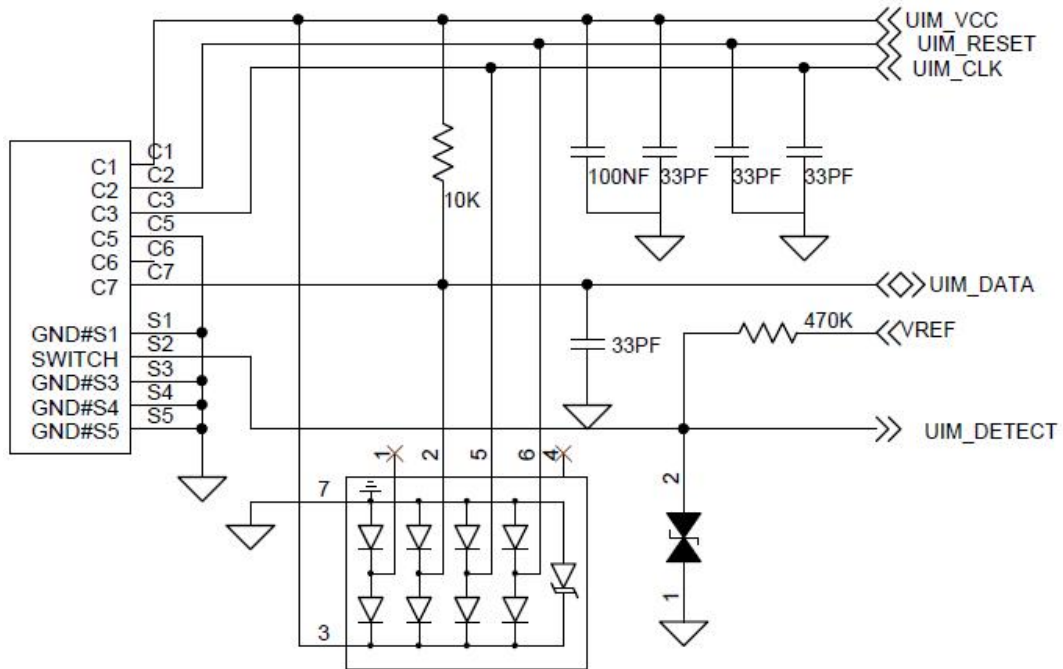 UIM_VCC
UIM_RESET
UIM_CLK
C1 C1
C2 C2
C3 C3
C5 C5
C6 C6
C7 C7
10K
100NF 33PF 33PF 33PF
UIM_DATA
GND#S1 S1
SWITCH S2
GND#S3 S3
GND#S4 S4
GND#S5 S5
33PF
470K VREF
UIM_DETECT
1 2 5 6 4
7
3
2
1